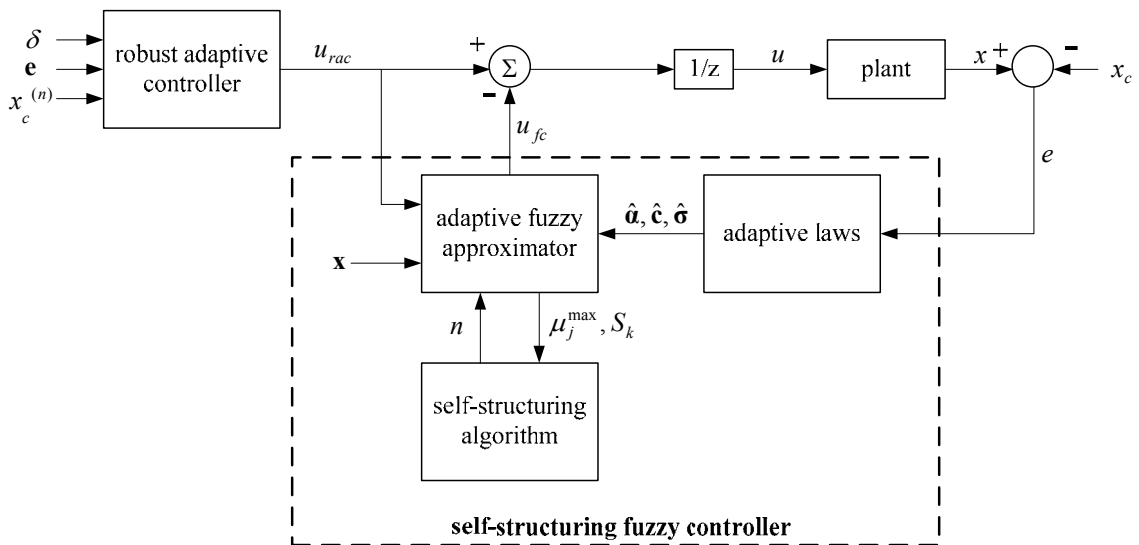 δ
e
x_c^(n)
robust adaptive
controller
u_rac
+
Σ
−
1/z
u
plant
x
+
−
x_c
e
u_fc
adaptive fuzzy
approximator
x
α̂, ĉ, σ̂
adaptive laws
n
μ_j^max, S_k
self-structuring
algorithm
self-structuring fuzzy controller